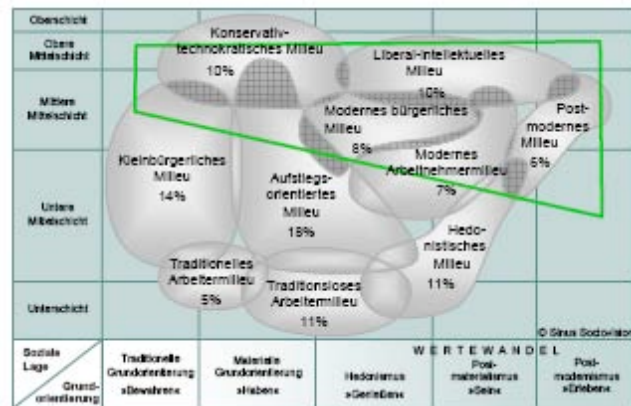 Oberschicht
Obere
Mittelschicht
Mittlere
Mittelschicht
Untere
Mittelschicht
Unterschicht
Konservativ-
technokratisches Milieu
10%
Liberal-intellektuelles
Milieu
10%
Modernes bürgerliches
Milieu
8%
Post-
modernes
Milieu
6%
Kleinbürgerliches
Milieu
14%
Aufstiegs-
orientiertes
Milieu
18%
Modernes
Arbeitnehmermilieu
7%
Hedo-
nistisches
Milieu
11%
Traditionelles
Arbeitermilieu
5%
Traditionsloses
Arbeitermilieu
11%
© Sinus Sociovision
Soziale
Lage
Grund-
orientierung
WERTEWANDEL
Traditionelle
Grundorientierung
»Bewahren«
Materielle
Grundorientierung
»Haben«
Hedonismus
»Genießen«
Post-
materialismus
»Sein«
Post-
modernismus
»Erleben«